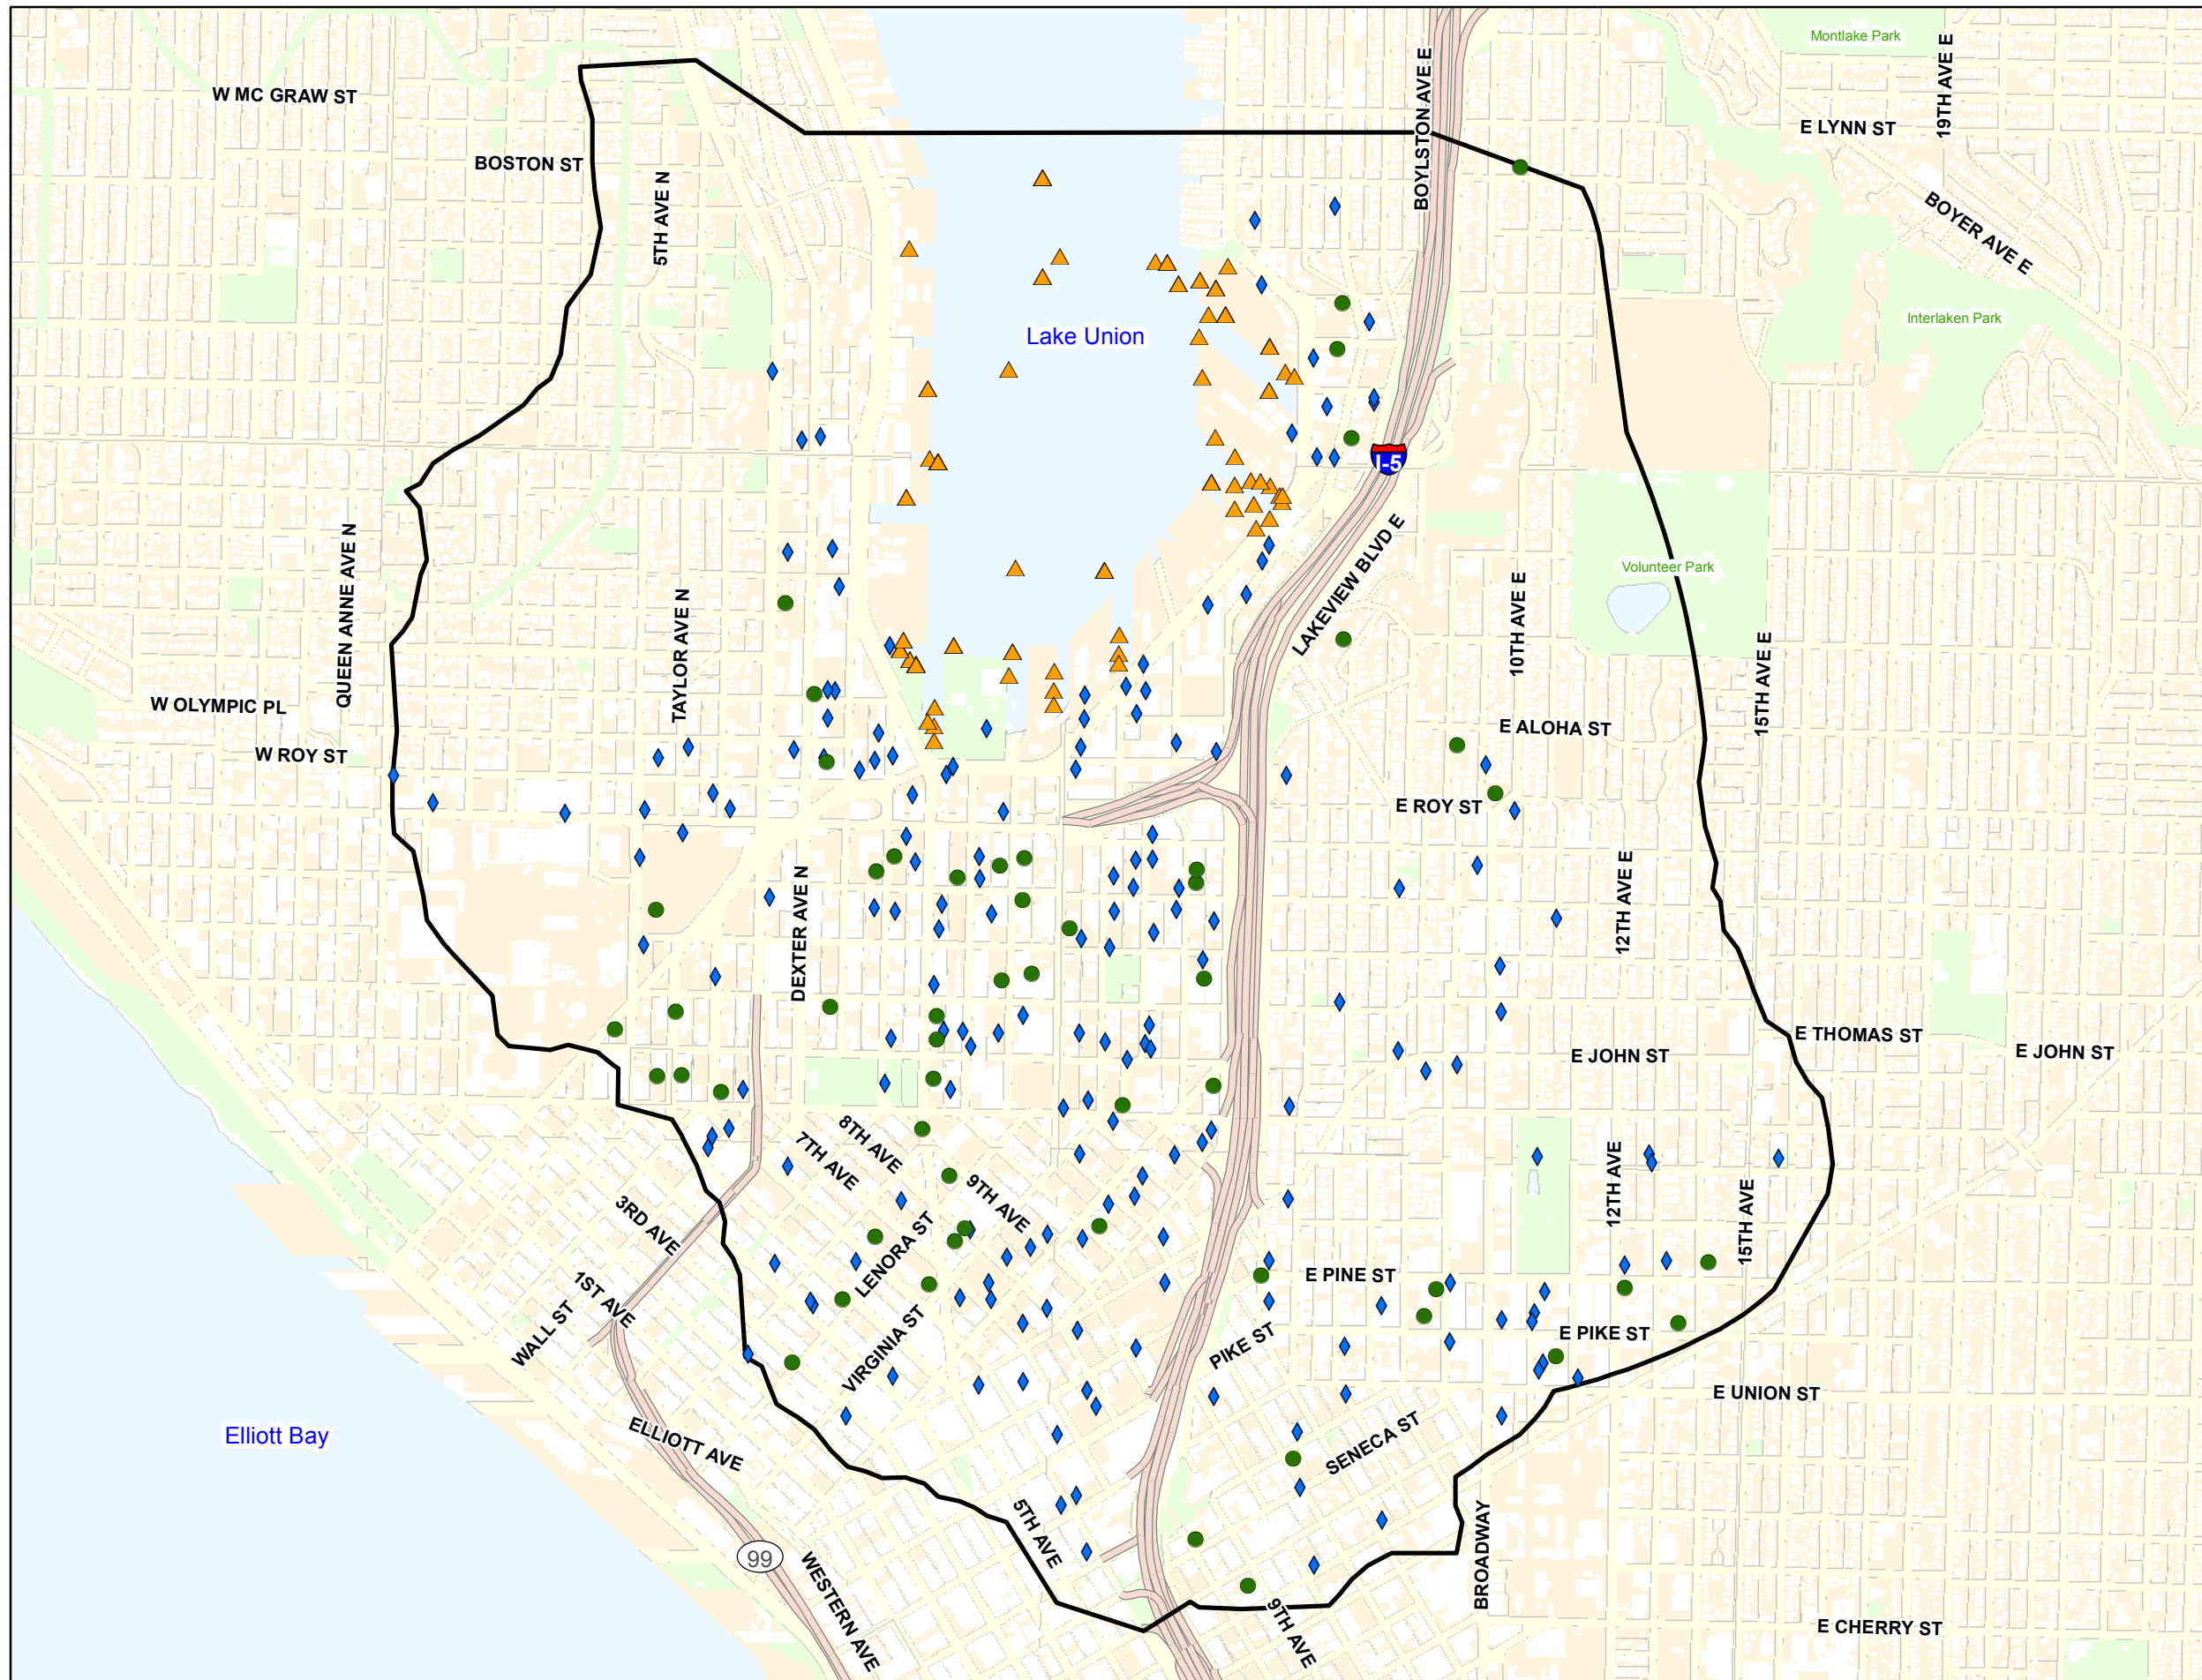 Montlake Park
W MC GRAW ST
BOYLSTON AVE E
19TH AVE E
E LYNN ST
BOSTON ST
5TH AVE N
BOYER AVE E
Interlaken Park
Lake Union
I-5
QUEEN ANNE AVE N
LAKEVIEW BLVD E
Volunteer Park
10TH AVE E
TAYLOR AVE N
15TH AVE E
W OLYMPIC PL
W ROY ST
E ALOHA ST
E ROY ST
DEXTER AVE N
12TH AVE E
E THOMAS ST
E JOHN ST
E JOHN ST
8TH AVE
7TH AVE
9TH AVE
12TH AVE
15TH AVE
3RD AVE
LENORA ST
E PINE ST
1ST AVE
WALL ST
VIRGINIA ST
PIKE ST
E PIKE ST
E UNION ST
Elliott Bay
ELLIOTT AVE
SENECA ST
5TH AVE
BROADWAY
99
WESTERN AVE
9TH AVE
E CHERRY ST